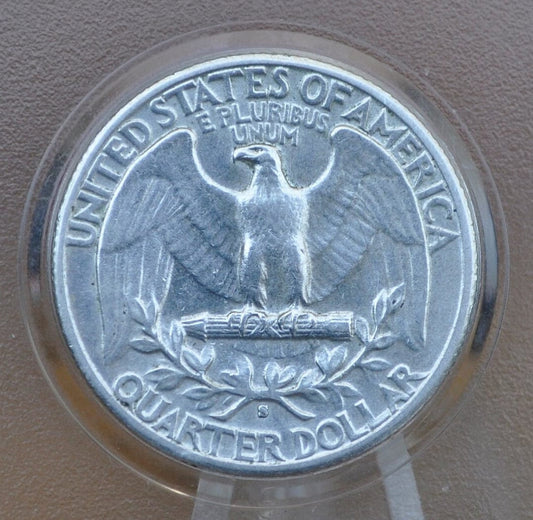 UNITED STATES OF AMERICA
E PLURIBUS
UNUM
S
QUARTER DOLLAR